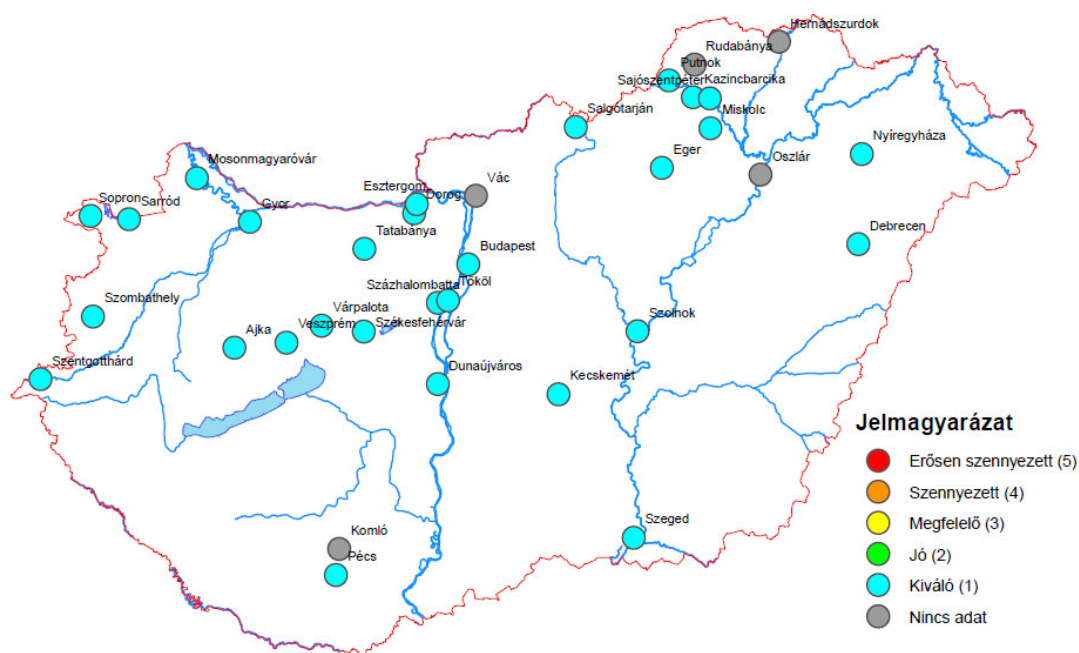 Hernádszurdok
Rudabánya
Putnok
Sajószentpéter
Kazincbarcika
Salgótarján
Miskolc
Nyíregyháza
Eger
Oszlár
Mosonmagyaróvár
Esztergom
Dorog
Vác
Sopron
Sarród
Gyor
Tatabánya
Debrecen
Budapest
Százhalombatta
Tököl
Szombathely
Várpalota
Ajka
Veszprém
Székesfehérvár
Szolnok
Szentgotthárd
Dunaújváros
Kecskemét
Jelmagyarázat
Erősen szennyezett (5)
Szennyezett (4)
Megfelelő (3)
Jó (2)
Kiváló (1)
Nincs adat
Szeged
Komló
Pécs